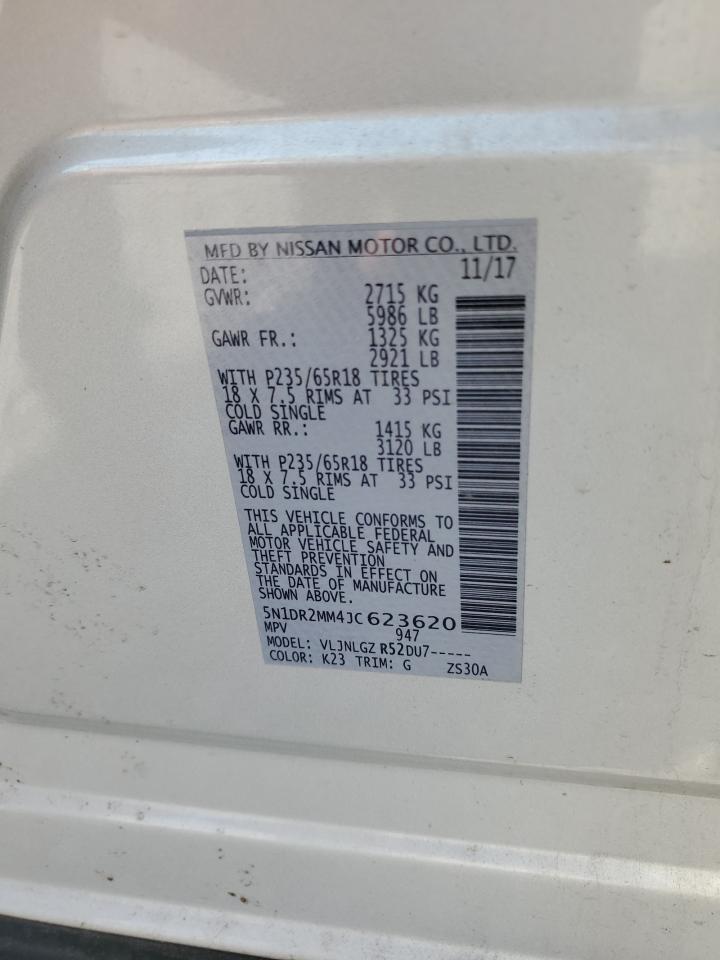 MFD BY NISSAN MOTOR CO., LTD.
DATE: 11/17
GVWR: 2715 KG
5986 LB
GAWR FR.: 1325 KG
2921 LB
WITH P235/65R18 TIRES
18 X 7.5 RIMS AT 33 PSI
COLD SINGLE
GAWR RR.: 1415 KG
3120 LB
WITH P235/65R18 TIRES
18 X 7.5 RIMS AT 33 PSI
COLD SINGLE
THIS VEHICLE CONFORMS TO
ALL APPLICABLE FEDERAL
MOTOR VEHICLE SAFETY AND
THEFT PREVENTION
STANDARDS IN EFFECT ON
THE DATE OF MANUFACTURE
SHOWN ABOVE.
5N1DR2MM4JC623620
MPV 947
MODEL: VLJNLGZ R52DU7-----
COLOR: K23 TRIM: G ZS30A